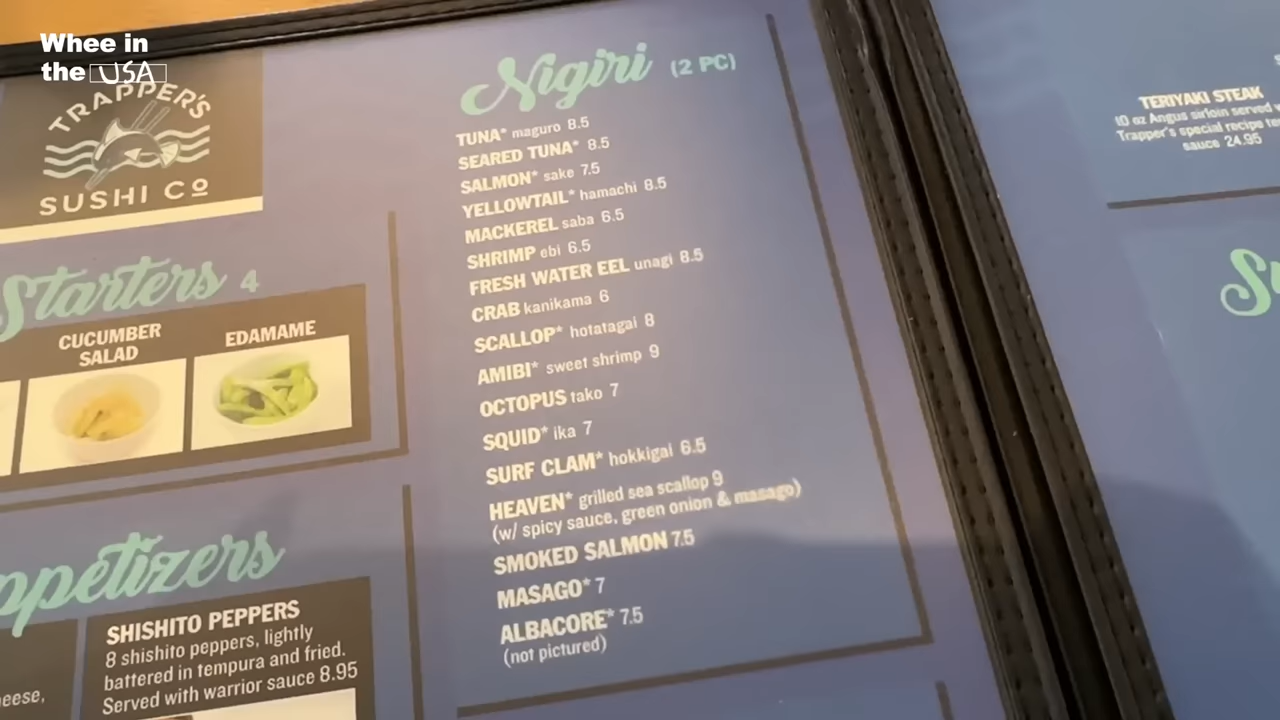 Whee in
the USA
TRAPPER'S
SUSHI Co
Starters 4
CUCUMBER
SALAD
EDAMAME
SHISHITO PEPPERS
8 shishito peppers, lightly
battered in tempura and fried.
Served with warrior sauce 8.95
Nigiri (2 PC)
TUNA* maguro 8.5
SEARED TUNA* 8.5
SALMON* sake 7.5
YELLOWTAIL* hamachi 8.5
MACKEREL saba 6.5
SHRIMP ebi 6.5
FRESH WATER EEL unagi 8.5
CRAB kanikama 6
SCALLOP* hotatagai 8
AMIBI* sweet shrimp 9
OCTOPUS tako 7
SQUID* ika 7
SURF CLAM* hokkigai 6.5
HEAVEN* grilled sea scallop 9
(w/ spicy sauce, green onion & masago)
SMOKED SALMON 7.5
MASAGO* 7
ALBACORE* 7.5
(not pictured)
TERIYAKI STEAK
10 oz Angus sirloin served
Trapper's special recipe
sauce 24.95